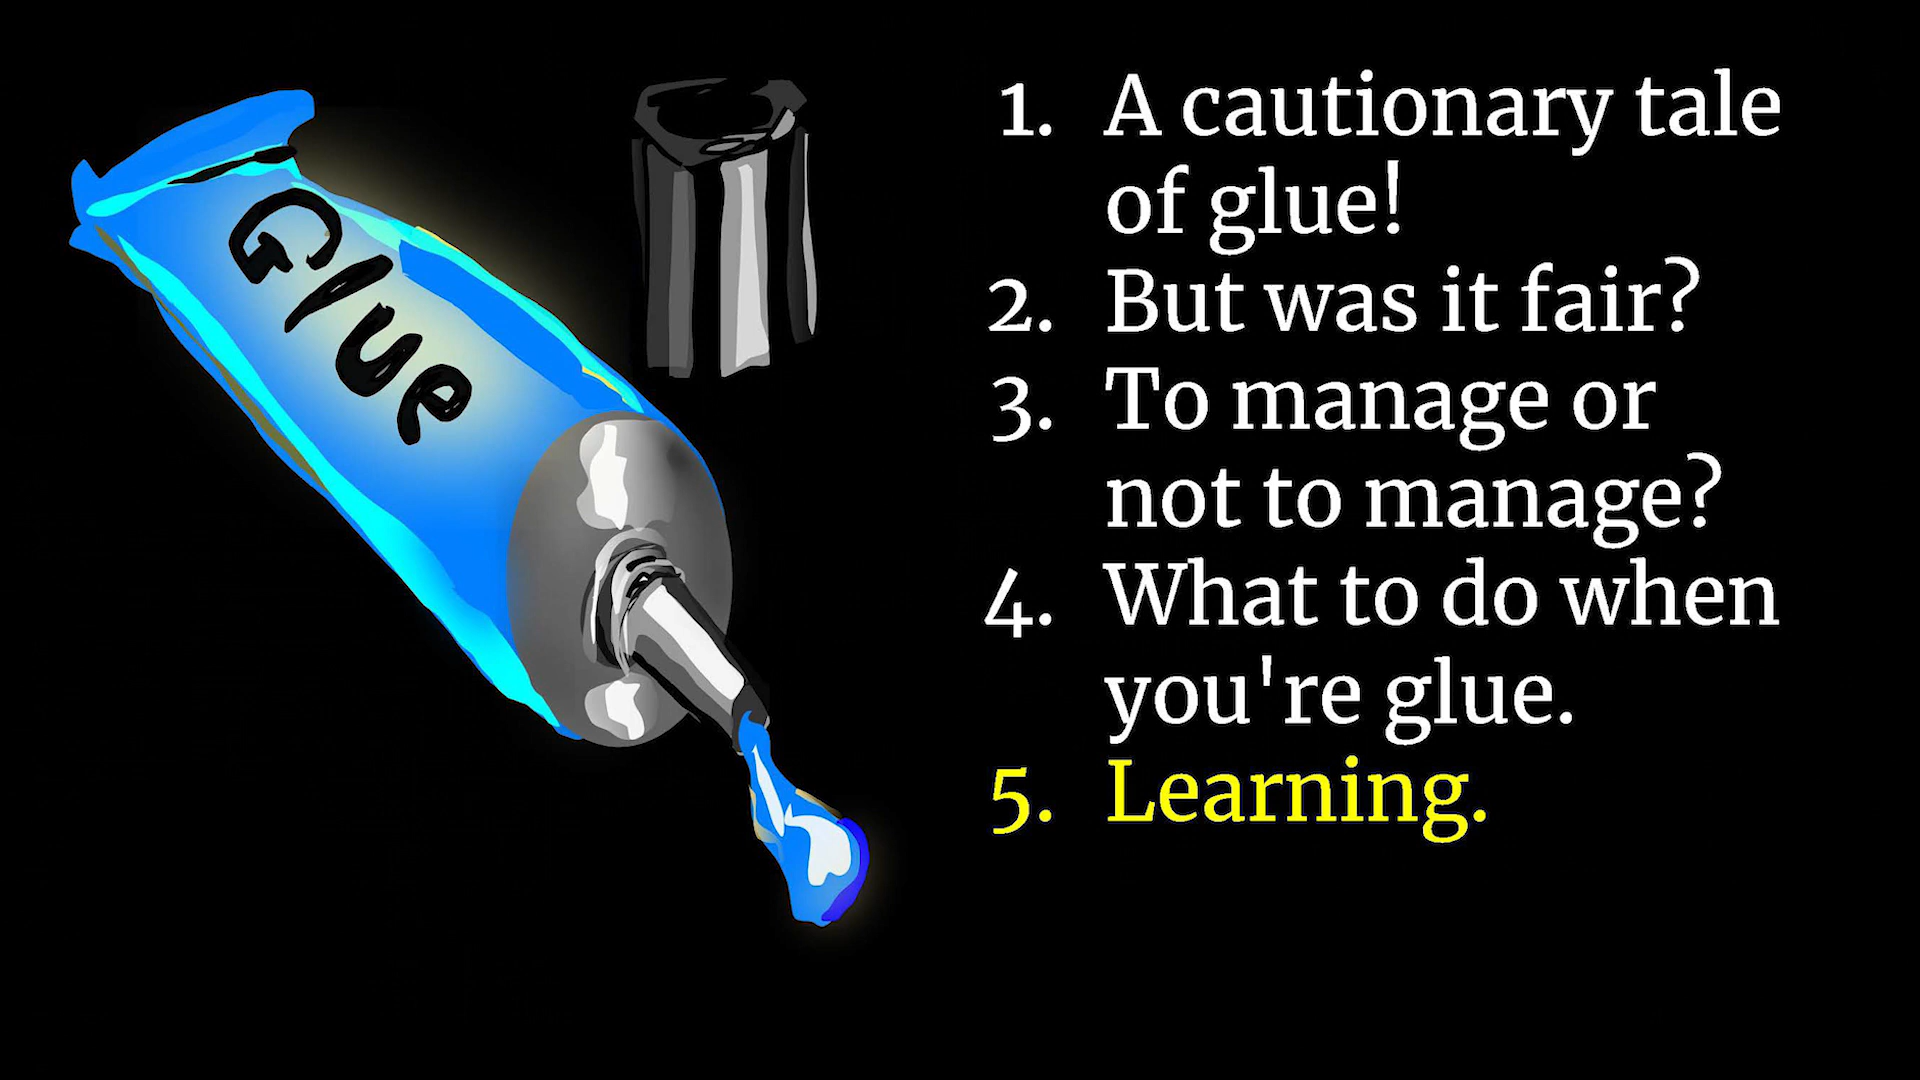 Glue
1. A cautionary tale
of glue!
2. But was it fair?
3. To manage or
not to manage?
4. What to do when
you're glue.
5. Learning.